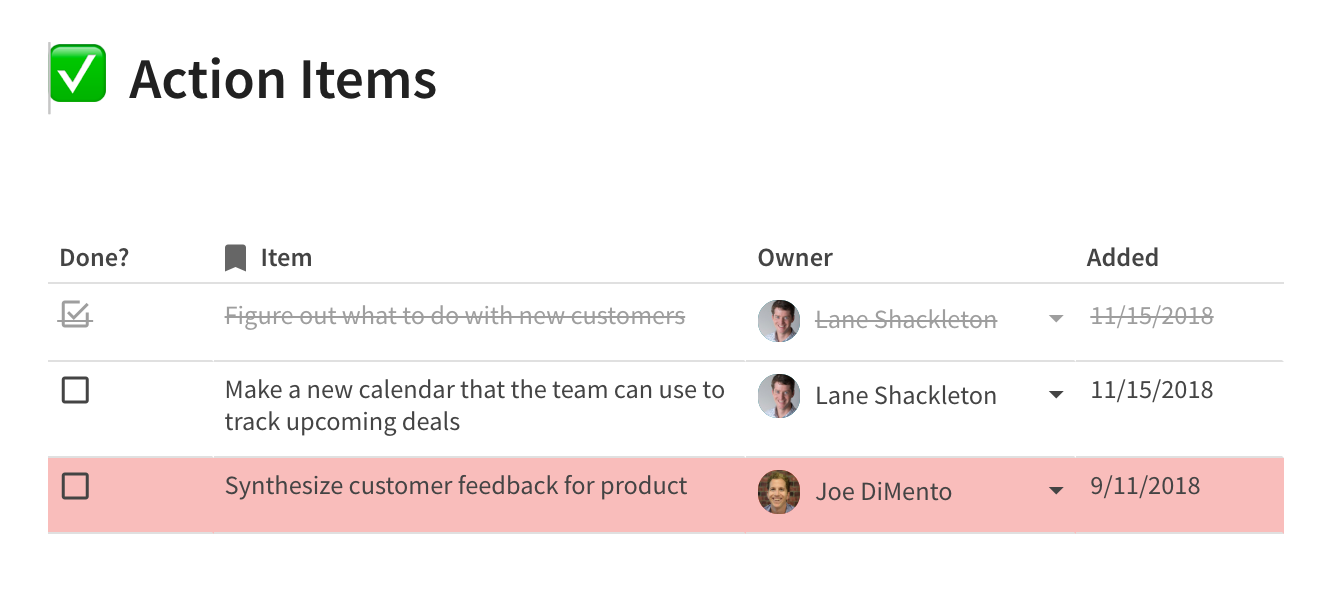 ✅ Action Items
Done? Item Owner Added
Figure out what to do with new customers Lane Shackleton 11/15/2018
Make a new calendar that the team can use to Lane Shackleton 11/15/2018
track upcoming deals
Synthesize customer feedback for product Joe DiMento 9/11/2018